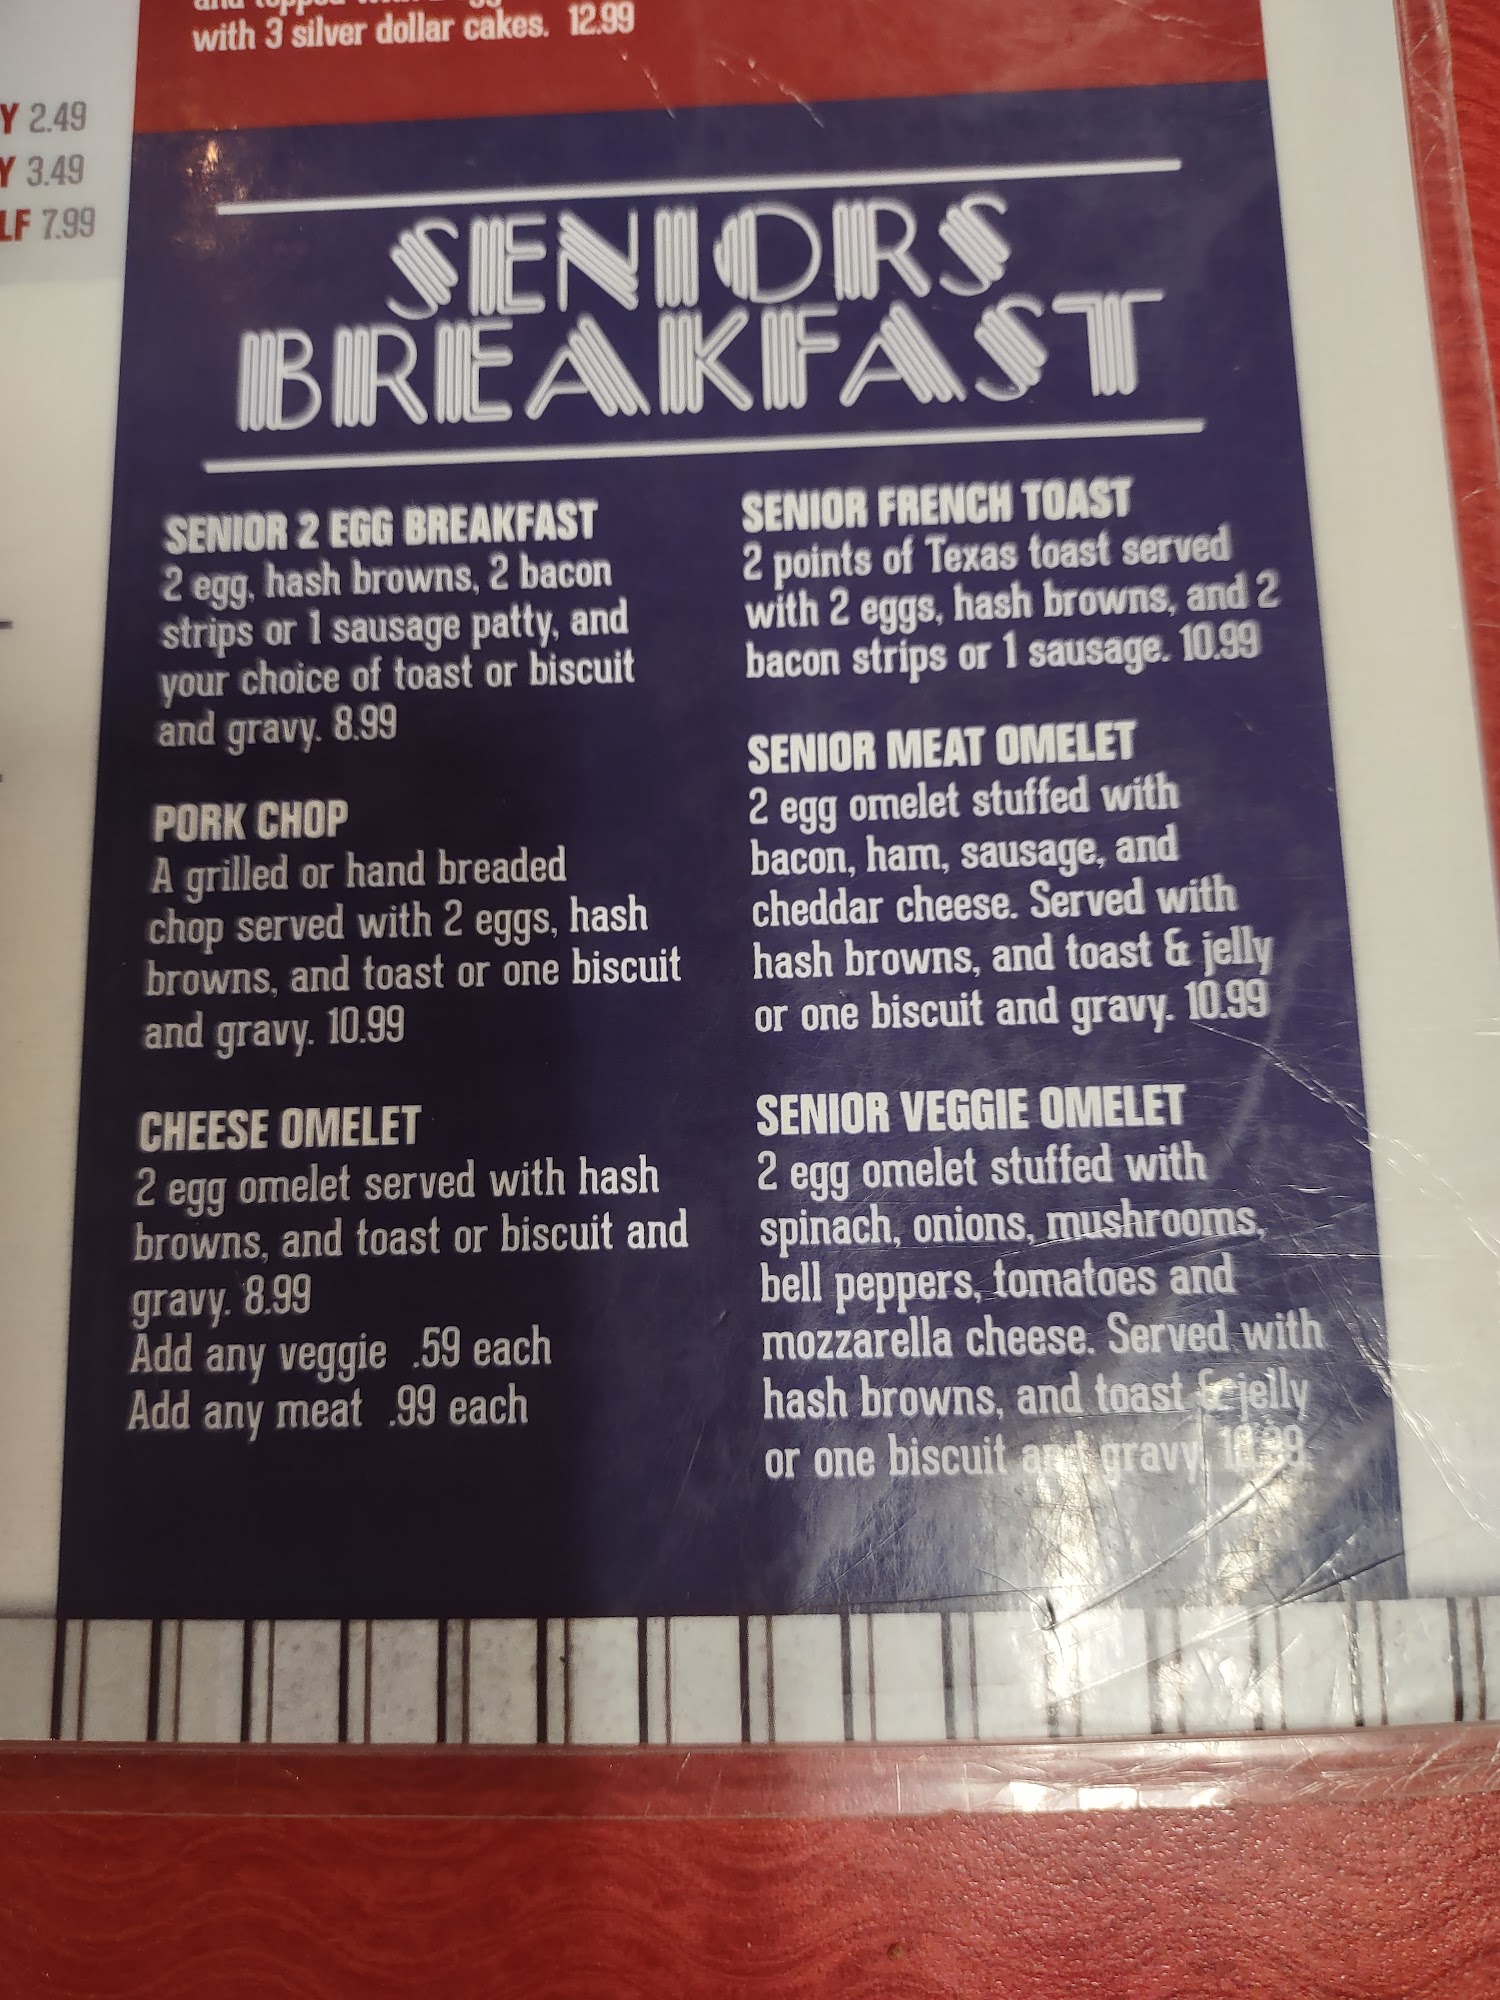 with 3 silver dollar cakes. 12.99
Y 2.49
Y 3.49
LF 7.99
SENIORS
BREAKFAST
SENIOR 2 EGG BREAKFAST
2 egg, hash browns, 2 bacon
strips or 1 sausage patty, and
your choice of toast or biscuit
and gravy. 8.99
PORK CHOP
A grilled or hand breaded
chop served with 2 eggs, hash
browns, and toast or one biscuit
and gravy. 10.99
CHEESE OMELET
2 egg omelet served with hash
browns, and toast or biscuit and
gravy. 8.99
Add any veggie .59 each
Add any meat .99 each
SENIOR FRENCH TOAST
2 points of Texas toast served
with 2 eggs, hash browns, and 2
bacon strips or 1 sausage. 10.99
SENIOR MEAT OMELET
2 egg omelet stuffed with
bacon, ham, sausage, and
cheddar cheese. Served with
hash browns, and toast & jelly
or one biscuit and gravy. 10.99
SENIOR VEGGIE OMELET
2 egg omelet stuffed with
spinach, onions, mushrooms,
bell peppers, tomatoes and
mozzarella cheese. Served with
hash browns, and toast & jelly
or one biscuit and gravy.